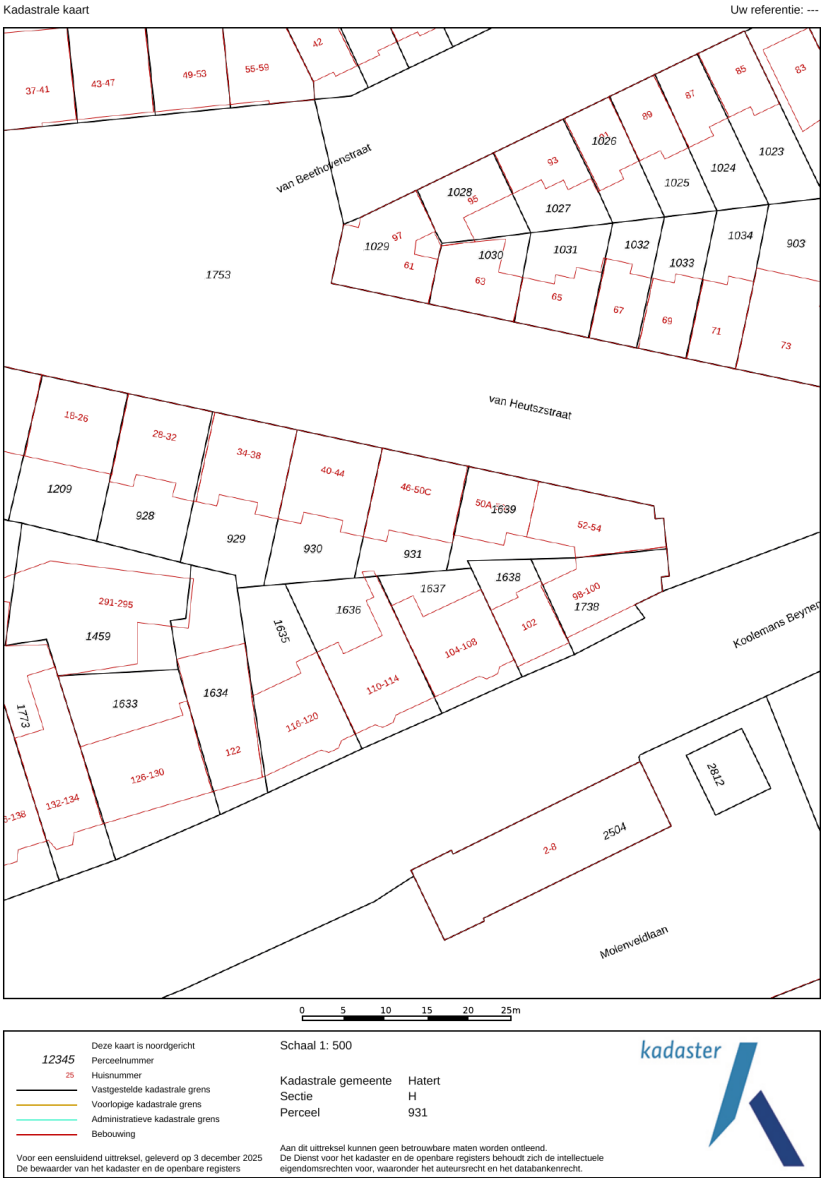 Kadastrale kaart
Uw referentie: ---
42
55-59
49-53
43-47
37-41
83
85
87
89
91
1026
93
1023
1024
1025
van Beethovenstraat
1028
95
1027
1029
97
61
1030
63
1031
65
1032
67
1033
69
1034
71
903
73
1753
van Heutszstraat
18-26
28-32
34-38
40-44
46-50C
50A
1639
52-54
1209
928
929
930
931
291-295
1459
1635
1636
1637
1638
98-100
1738
102
104-108
110-114
116-120
Koolemans Beynen
1773
1633
1634
122
126-130
132-134
-138
2812
2504
2-8
Molenveldlaan
0 5 10 15 20 25m
Deze kaart is noordgericht
12345 Perceelnummer
25 Huisnummer
Vastgestelde kadastrale grens
Voorlopige kadastrale grens
Administratieve kadastrale grens
Bebouwing
Voor een eensluidend uittreksel, geleverd op 3 december 2025
De bewaarder van het kadaster en de openbare registers
Schaal 1: 500
Kadastrale gemeente Hatert
Sectie H
Perceel 931
Aan dit uittreksel kunnen geen betrouwbare maten worden ontleend.
De Dienst voor het kadaster en de openbare registers behoudt zich de intellectuele
eigendomsrechten voor, waaronder het auteursrecht en het databankenrecht.
kadaster